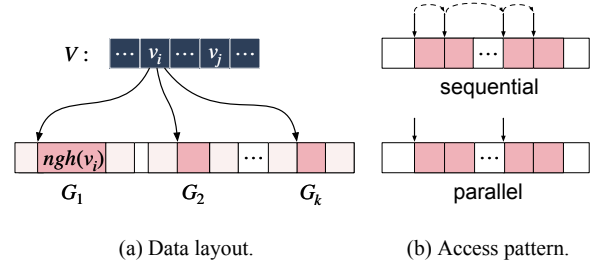 V : ... v_i ... v_j ...
ngh(v_i) ... 
G_1 G_2 G_k
(a) Data layout.
...
sequential
...
parallel
(b) Access pattern.